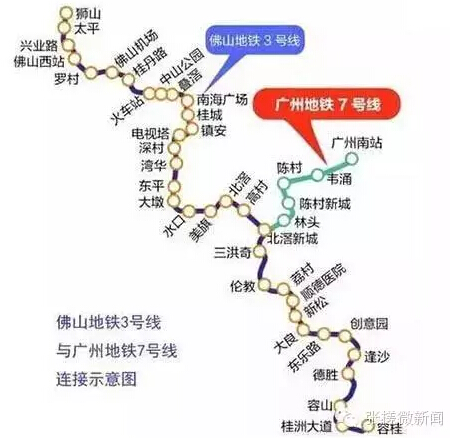 狮山
太平
兴业路
佛山西站
罗村
佛山机场
桂丹路
火车站
中山公园
叠滘
佛山地铁3号线
南海广场
桂城
镇安
电视塔
深村
湾华
东平
大墩
水口
美旗
北滘
高村
广州地铁7号线
广州南站
韦涌
陈村
陈村新城
林头
北滘新城
三洪奇
伦教
荔村
顺德医院
新松
大良
东乐路
创意园
逢沙
德胜
容山
桂洲大道
容桂
佛山地铁3号线
与广州地铁7号线
连接示意图
张槎微新闻